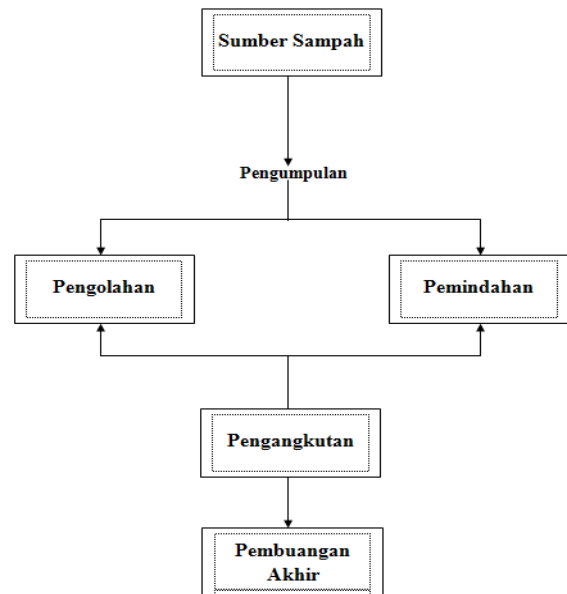 Sumber Sampah
Pengumpulan
Pengolahan
Pemindahan
Pengangkutan
Pembuangan
Akhir